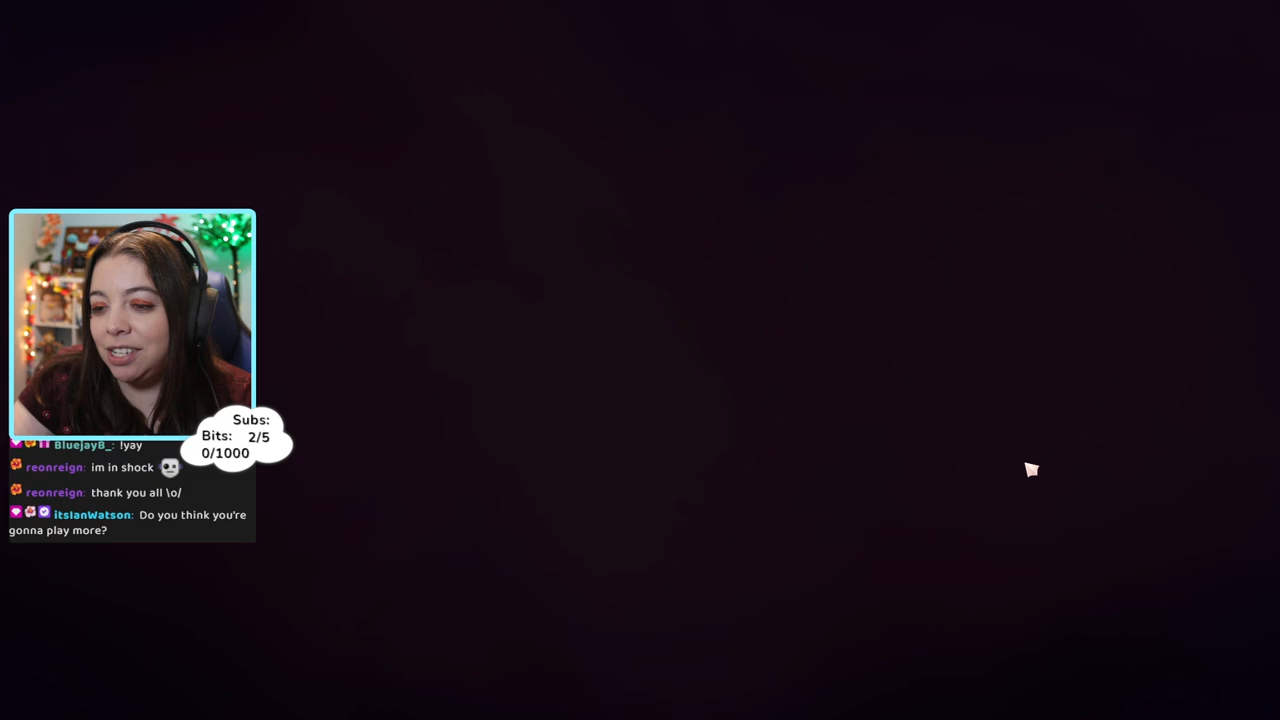 Subs:
Bits: 2/5
0/1000
BluejayB_: !yay
reonreign: im in shock
reonreign: thank you all \o/
itsIanWatson: Do you think you're
gonna play more?